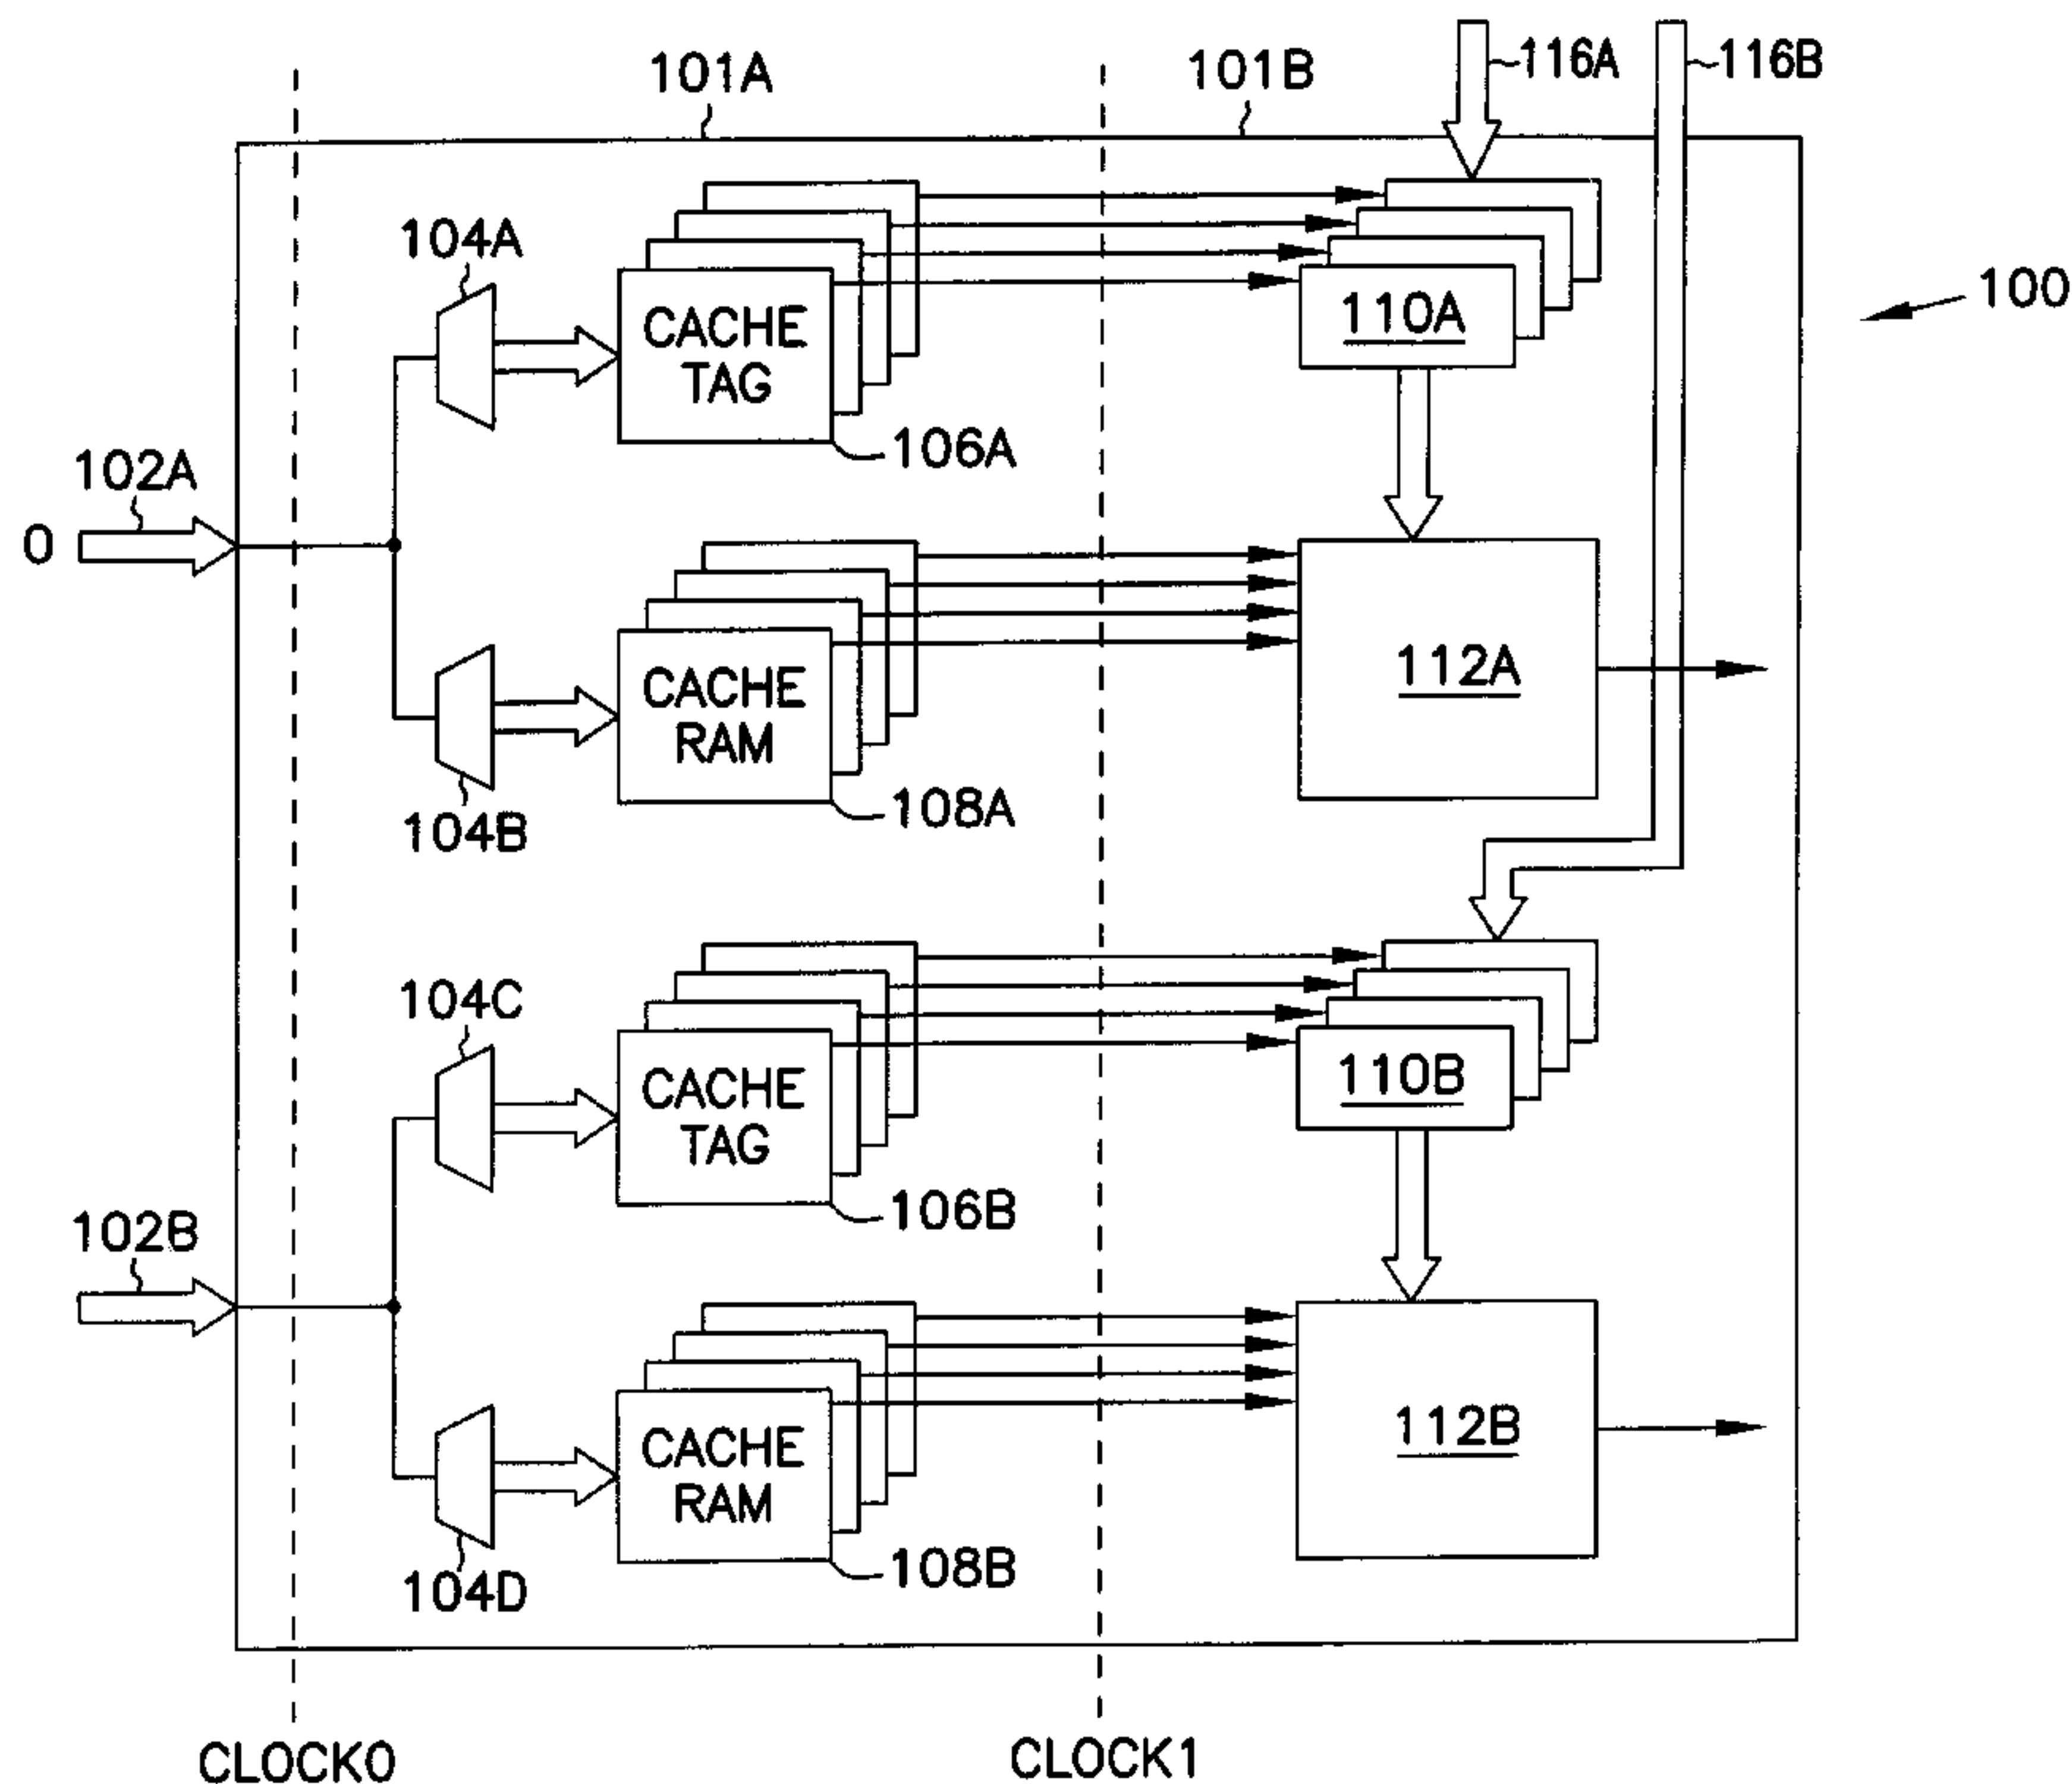 101A
101B
116A
116B
104A
100
CACHE
TAG
110A
106A
102A
0
CACHE
RAM
112A
104B
108A
104C
CACHE
TAG
110B
106B
102B
CACHE
RAM
112B
104D
108B
CLOCK0
CLOCK1